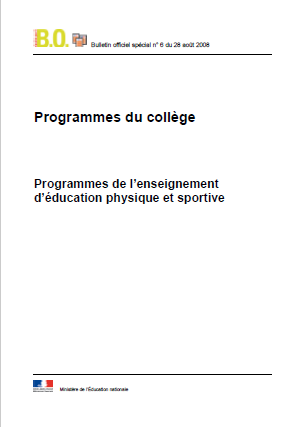 B.O. Bulletin officiel spécial n° 6 du 28 août 2008
Programmes du collège
Programmes de l'enseignement
d'éducation physique et sportive
Ministère de l'Éducation nationale